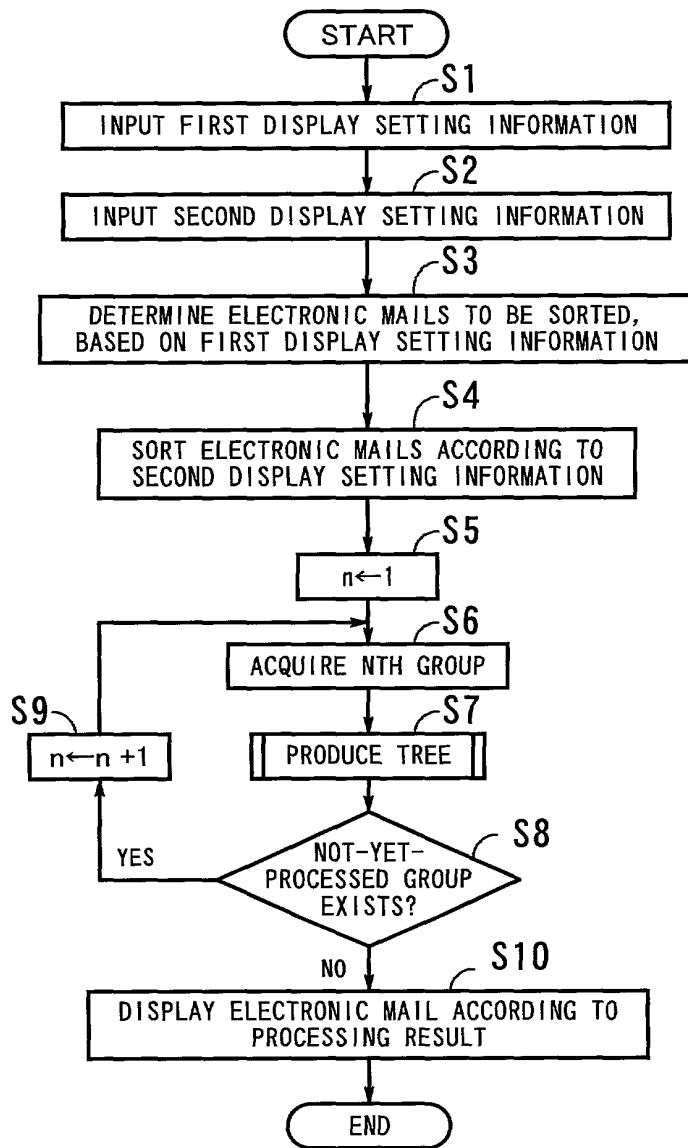 START
S1
INPUT FIRST DISPLAY SETTING INFORMATION
S2
INPUT SECOND DISPLAY SETTING INFORMATION
S3
DETERMINE ELECTRONIC MAILS TO BE SORTED,
BASED ON FIRST DISPLAY SETTING INFORMATION
S4
SORT ELECTRONIC MAILS ACCORDING TO
SECOND DISPLAY SETTING INFORMATION
S5
n←1
S6
ACQUIRE NTH GROUP
S9
n←n +1
S7
PRODUCE TREE
S8
NOT-YET-
PROCESSED GROUP
EXISTS?
YES
NO
S10
DISPLAY ELECTRONIC MAIL ACCORDING TO
PROCESSING RESULT
END